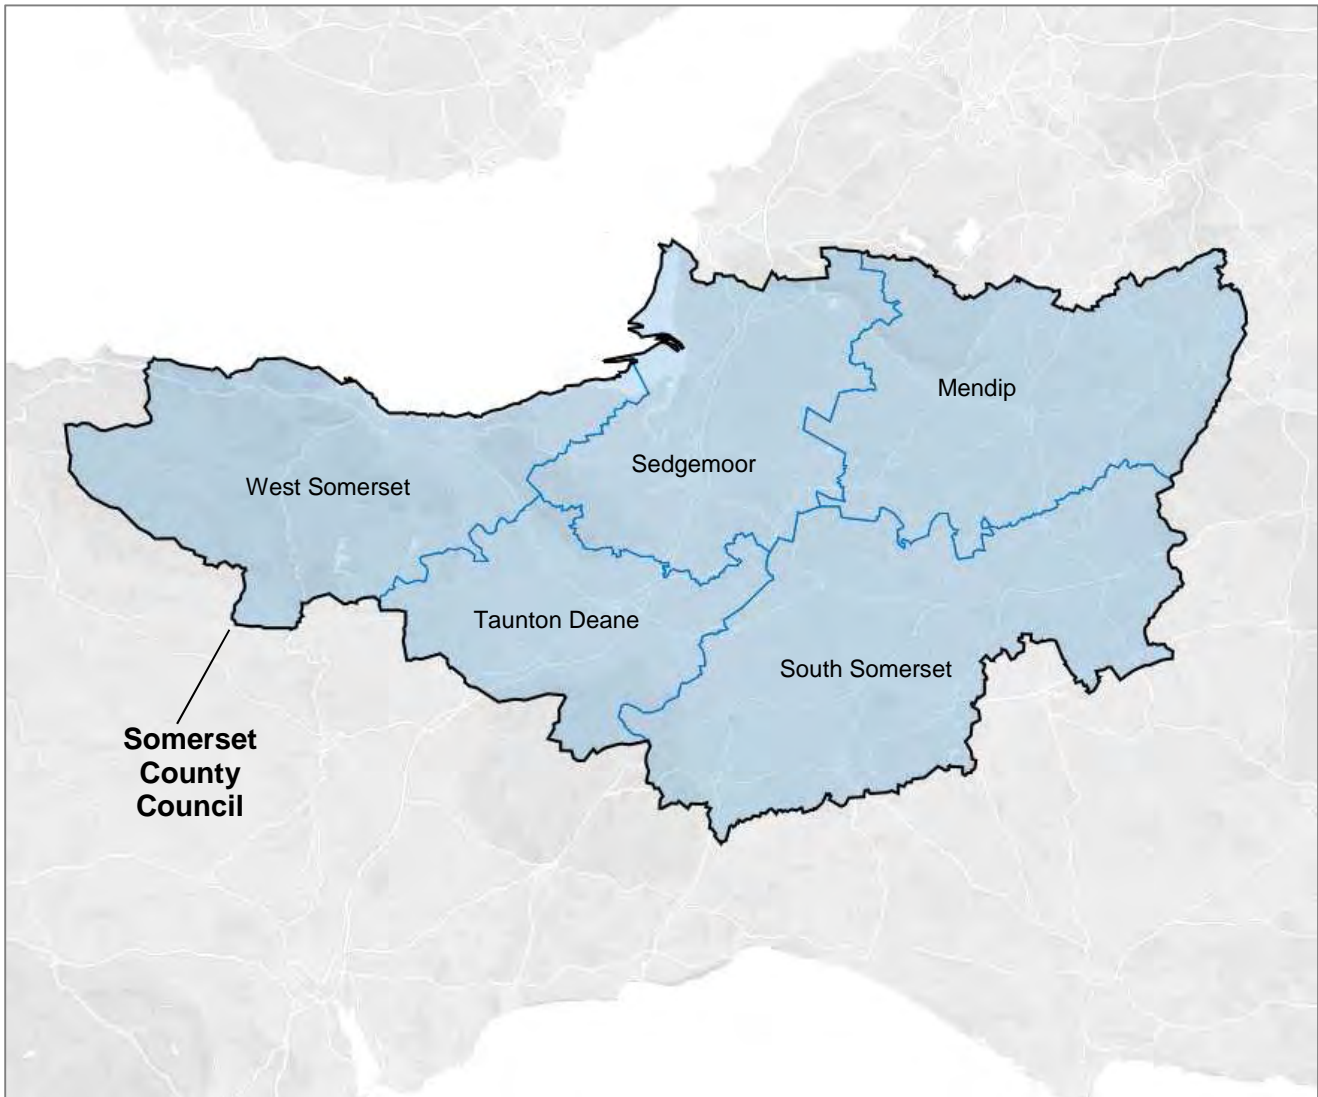 Mendip
Sedgemoor
West Somerset
Taunton Deane
South Somerset
Somerset
County
Council